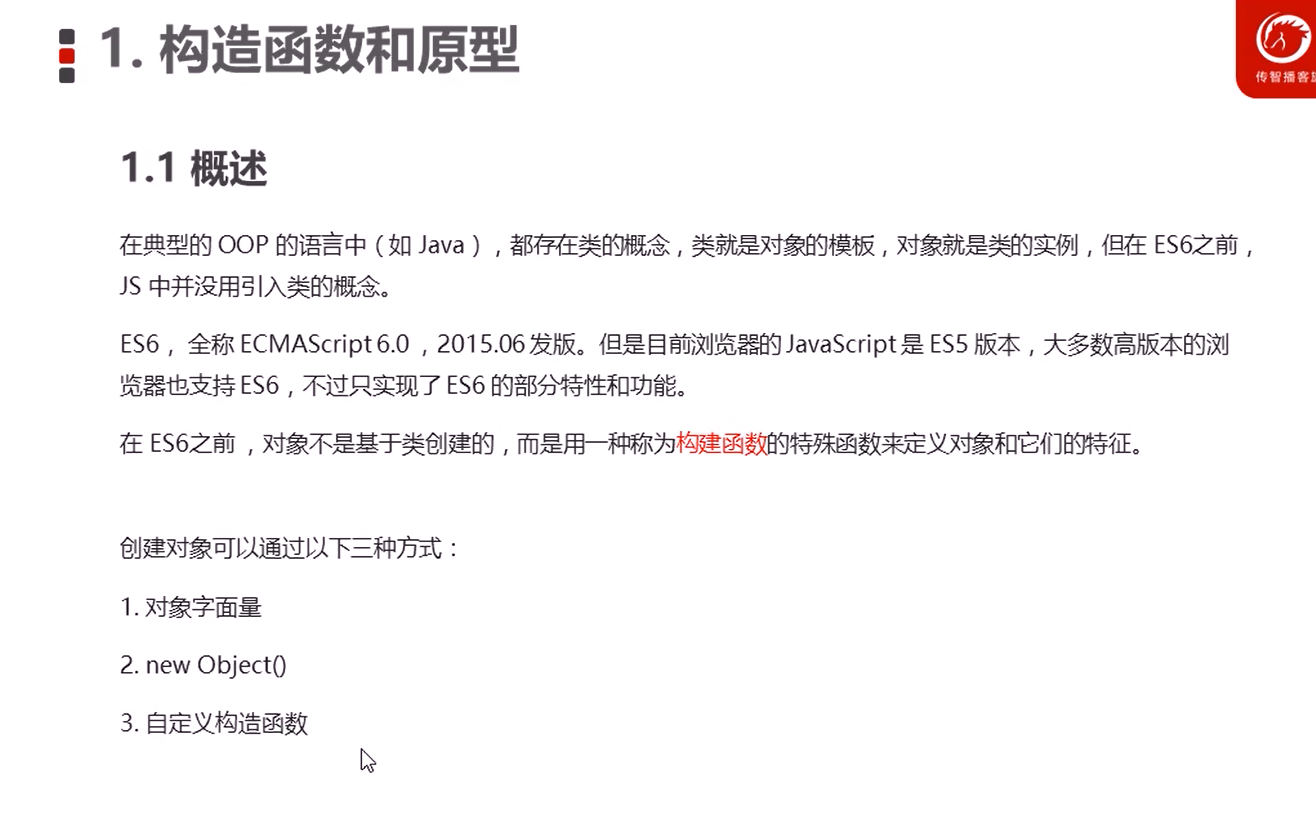 1. 构造函数和原型
传智播客旗
1.1 概述
在典型的 OOP 的语言中（如 Java），都存在类的概念，类就是对象的模板，对象就是类的实例，但在 ES6之前，
JS 中并没用引入类的概念。
ES6， 全称 ECMAScript 6.0 ，2015.06 发版。但是目前浏览器的 JavaScript 是 ES5 版本，大多数高版本的浏
览器也支持 ES6，不过只实现了 ES6 的部分特性和功能。
在 ES6之前 ，对象不是基于类创建的，而是用一种称为构建函数的特殊函数来定义对象和它们的特征。
创建对象可以通过以下三种方式：
1. 对象字面量
2. new Object()
3. 自定义构造函数